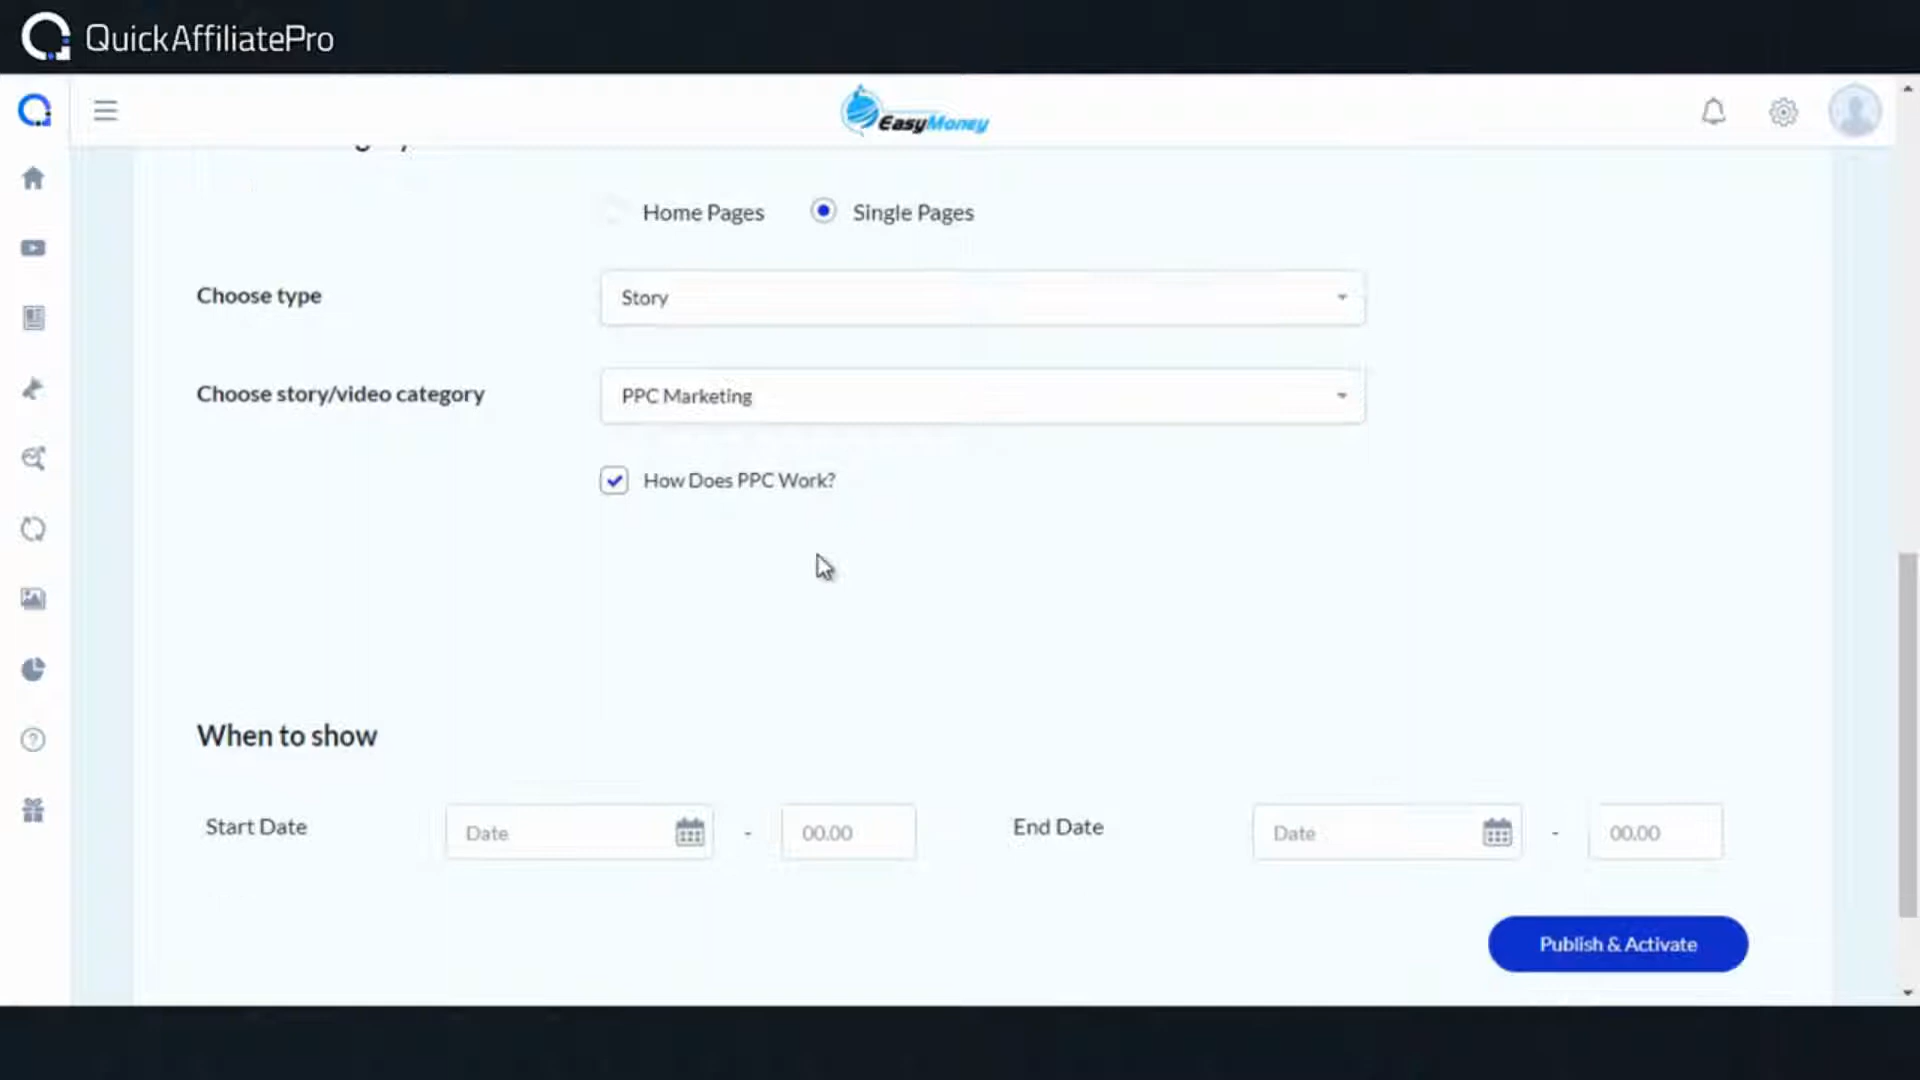 QuickAffiliatePro
EasyMoney
Home Pages
Single Pages
Choose type
Story
Choose story/video category
PPC Marketing
How Does PPC Work?
When to show
Start Date
Date
-
00.00
End Date
Date
-
00.00
Publish & Activate